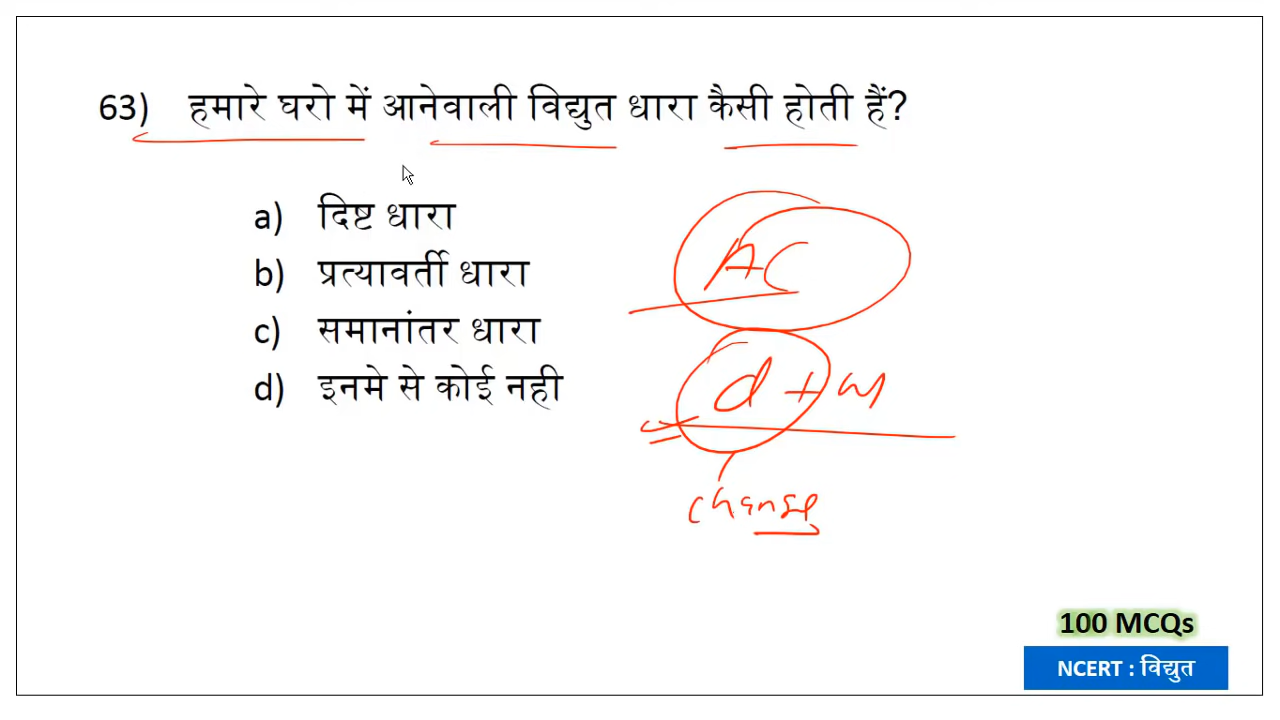 63) हमारे घरो में आनेवाली विद्युत धारा कैसी होती हैं?
a) दिष्ट धारा
b) प्रत्यावर्ती धारा
c) समानांतर धारा
d) इनमे से कोई नही
AC
d +
change
100 MCQs
NCERT : विद्युत